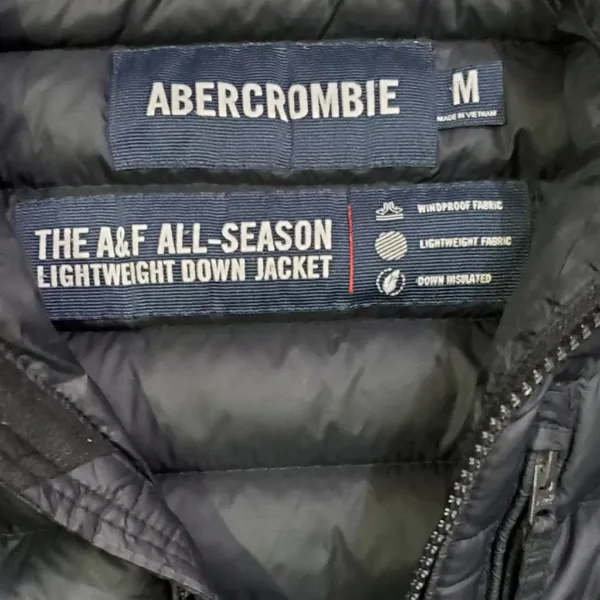 ABERCROMBIE
M
MADE IN VIETNAM
THE A&F ALL-SEASON
LIGHTWEIGHT DOWN JACKET
WINDPROOF FABRIC
LIGHTWEIGHT FABRIC
DOWN INSULATED